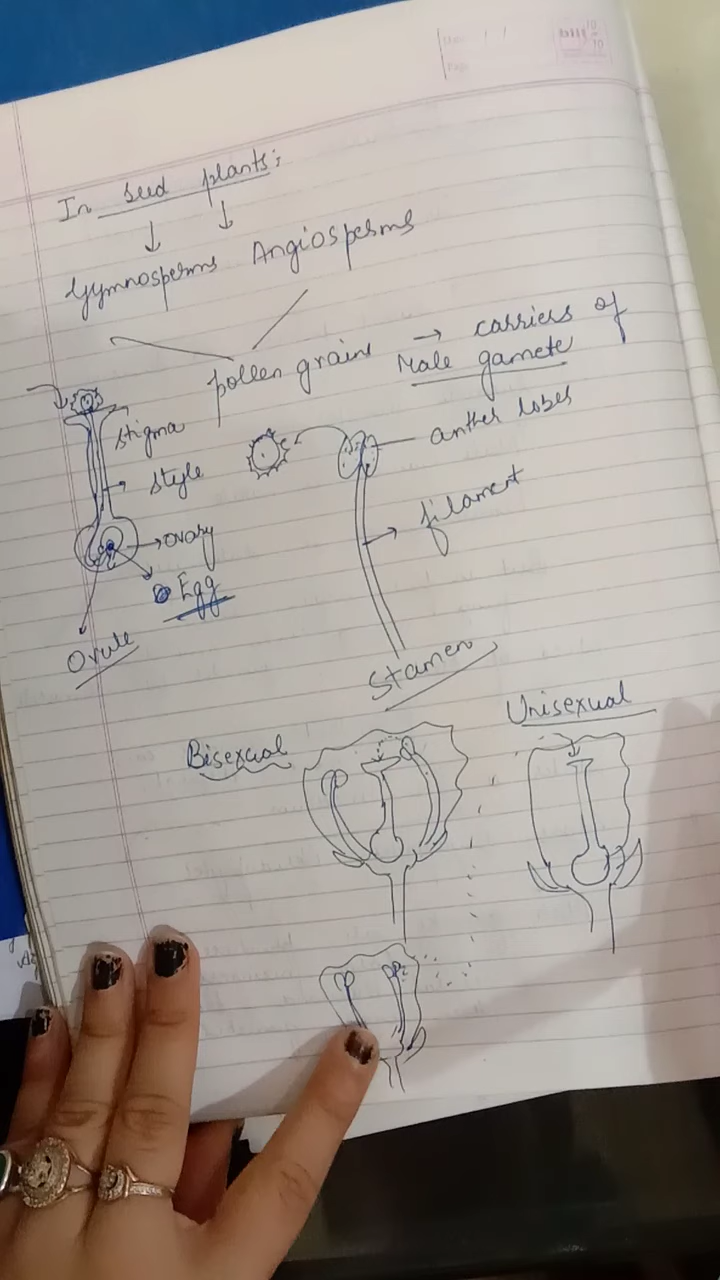 In seed plants:
Gymnosperms Angiosperms
pollen grains → carriers of
Male gamete
stigma
style
ovary
Egg
Ovule
anther lobes
filament
Stamen
Bisexual
Unisexual